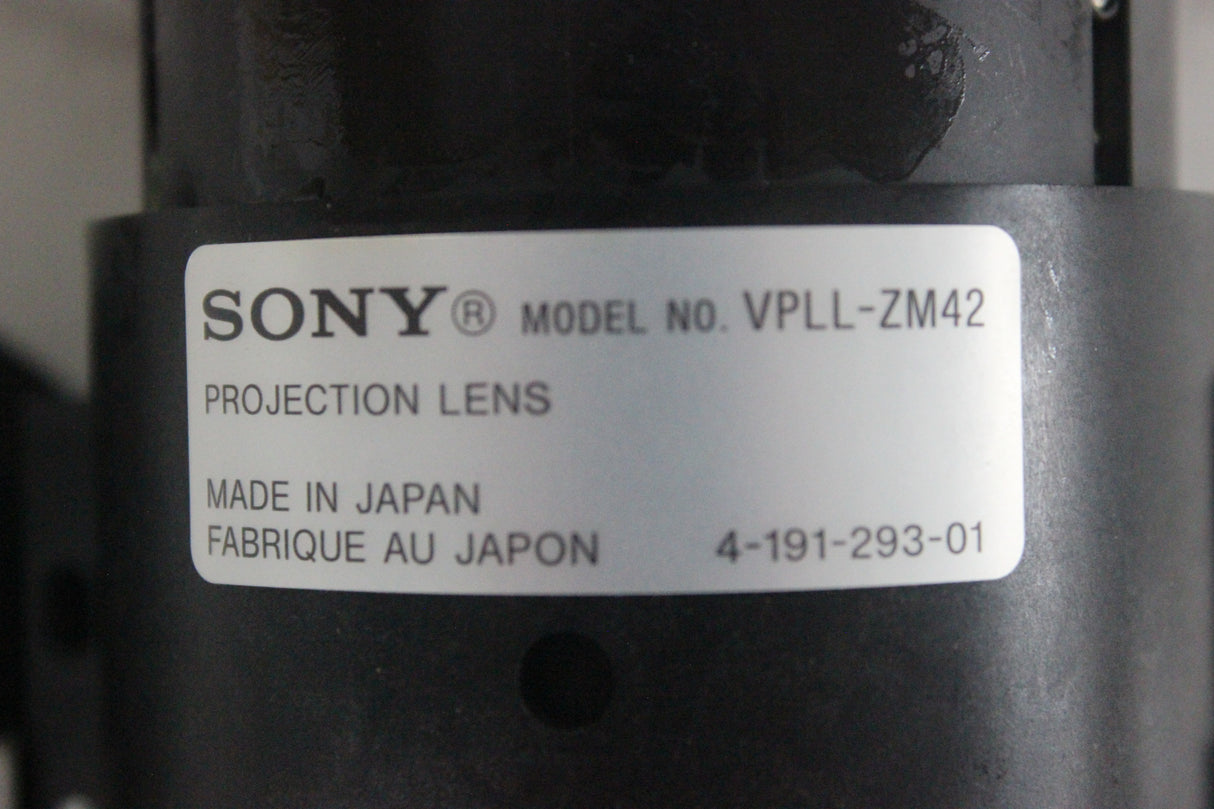 SONY® MODEL NO. VPLL-ZM42
PROJECTION LENS
MADE IN JAPAN
FABRIQUE AU JAPON 4-191-293-01